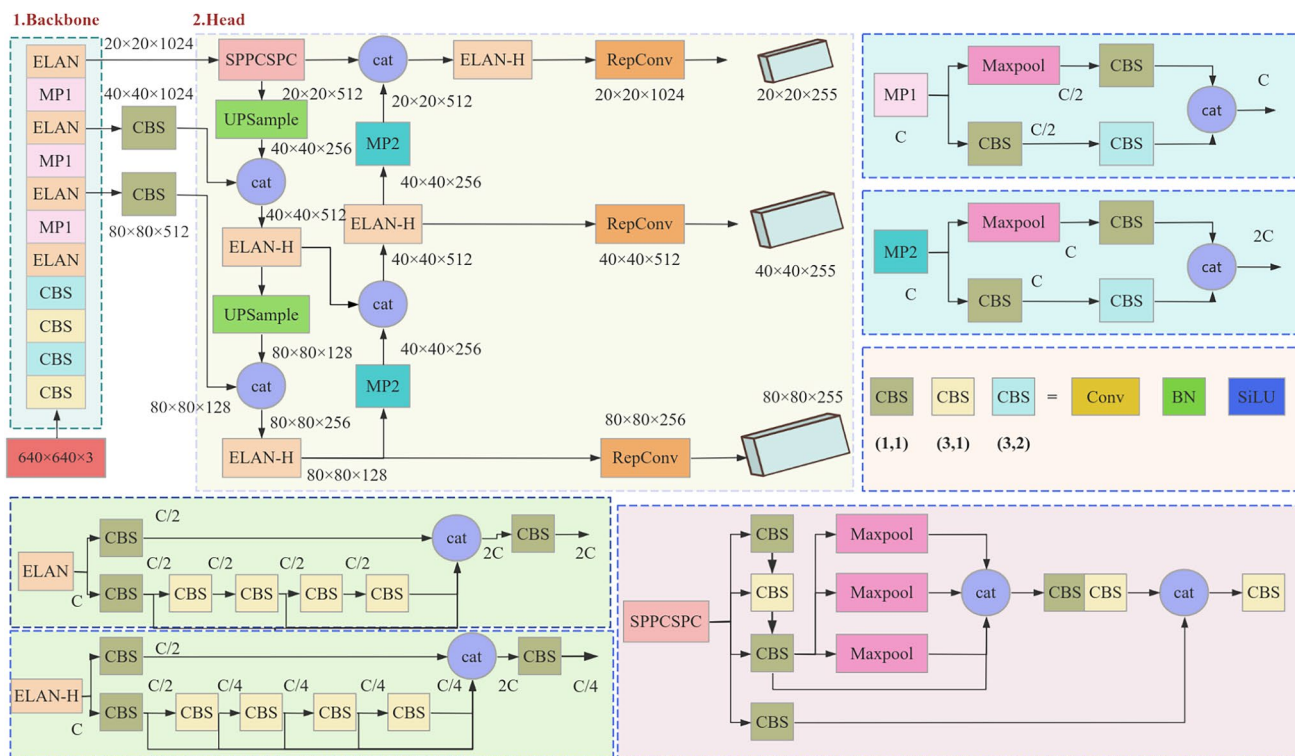 1.Backbone
2.Head
20×20×1024
ELAN
MP1
ELAN
MP1
ELAN
MP1
ELAN
CBS
CBS
CBS
CBS
640×640×3
40×40×1024
CBS
CBS
80×80×512
SPPCSPC
20×20×512
UPSample
40×40×256
cat
40×40×512
ELAN-H
UPSample
80×80×128
cat
80×80×128
80×80×256
ELAN-H
80×80×128
cat
20×20×512
MP2
40×40×256
ELAN-H
40×40×512
cat
40×40×256
MP2
ELAN-H
RepConv
20×20×1024
20×20×255
RepConv
40×40×512
40×40×255
80×80×256
RepConv
80×80×255
MP1
C
Maxpool
C/2
CBS
CBS
C/2
CBS
cat
C
MP2
C
Maxpool
C
CBS
CBS
C
CBS
cat
2C
CBS
CBS
CBS
=
Conv
BN
SiLU
(1,1)
(3,1)
(3,2)
ELAN
C
CBS
C/2
CBS
C/2
CBS
C/2
CBS
C/2
CBS
C/2
CBS
cat
2C
CBS
2C
ELAN-H
C
CBS
C/2
CBS
C/2
CBS
C/4
CBS
C/4
CBS
C/4
CBS
C/4
cat
2C
CBS
C/4
SPPCSPC
CBS
CBS
CBS
CBS
Maxpool
Maxpool
Maxpool
cat
CBS
CBS
cat
CBS